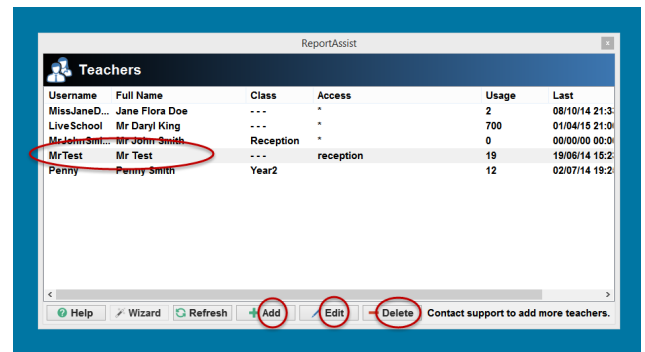 ReportAssist x
Teachers
Username Full Name Class Access Usage Last
MissJaneD... Jane Flora Doe --- * 2 08/10/14 21:3
LiveSchool Mr Daryl King --- * 700 01/04/15 21:0
MrJohnSmi... Mr John Smith Reception * 0 00/00/00 00:0
MrTest Mr Test --- reception 19 19/06/14 15:2
Penny Penny Smith Year2 12 02/07/14 19:2
Help Wizard Refresh Add Edit Delete Contact support to add more teachers.